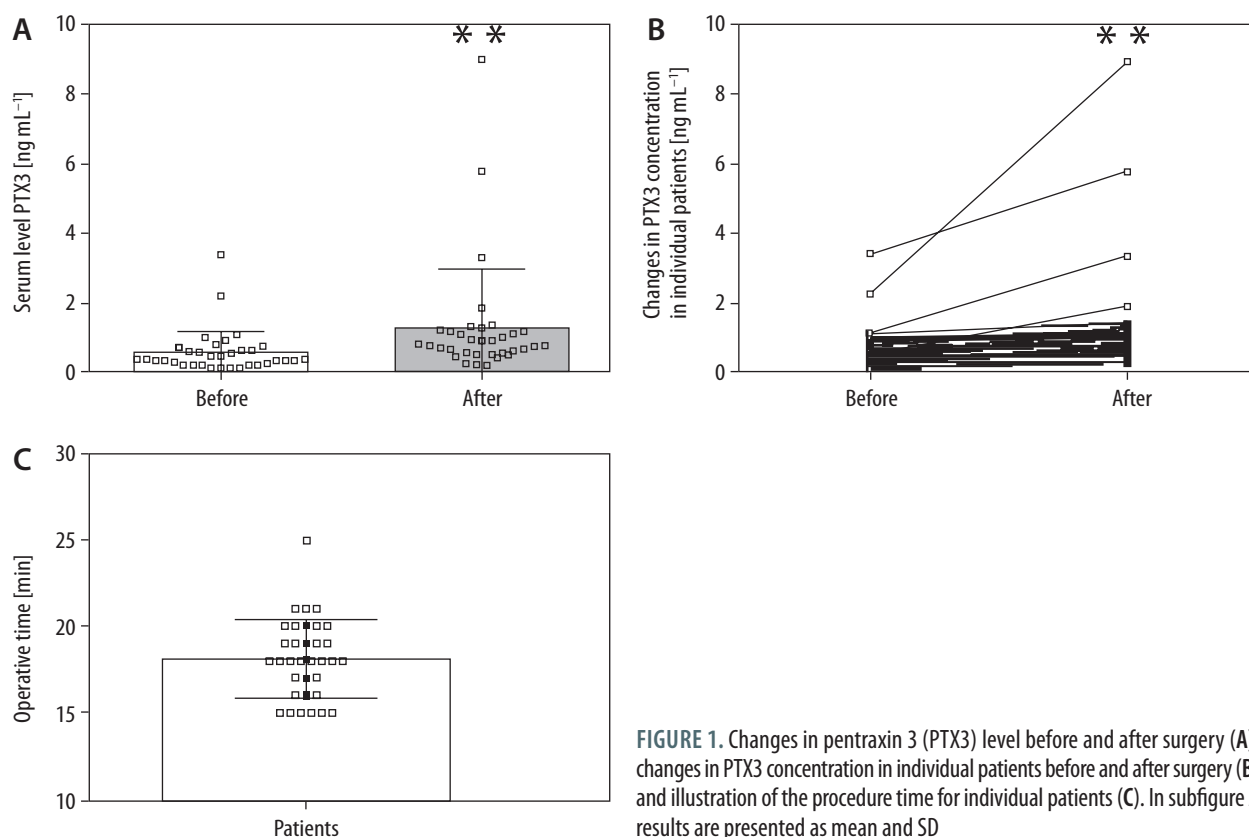 A
Serum level PTX3 [ng mL⁻¹]
10
8
6
4
2
0
* *
Before
After
B
Changes in PTX3 concentration
in individual patients [ng mL⁻¹]
10
8
6
4
2
0
* *
Before
After
C
Operative time [min]
30
25
20
15
10
Patients
FIGURE 1. Changes in pentraxin 3 (PTX3) level before and after surgery (A)
changes in PTX3 concentration in individual patients before and after surgery (B
and illustration of the procedure time for individual patients (C). In subfigure
results are presented as mean and SD